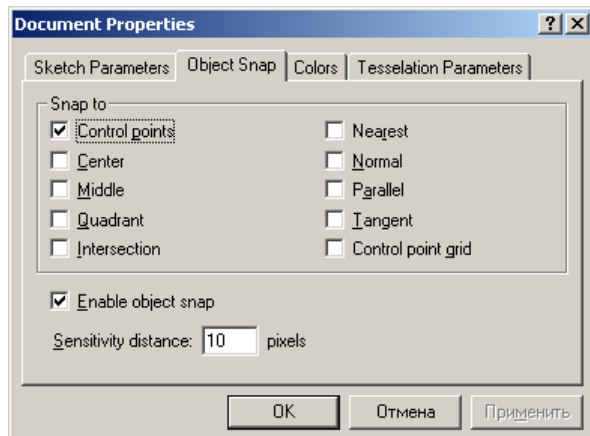 Document Properties
Sketch Parameters Object Snap Colors Tesselation Parameters
Snap to
Control points Nearest
Center Normal
Middle Parallel
Quadrant Tangent
Intersection Control point grid
Enable object snap
Sensitivity distance: 10 pixels
OK Отмена Применить